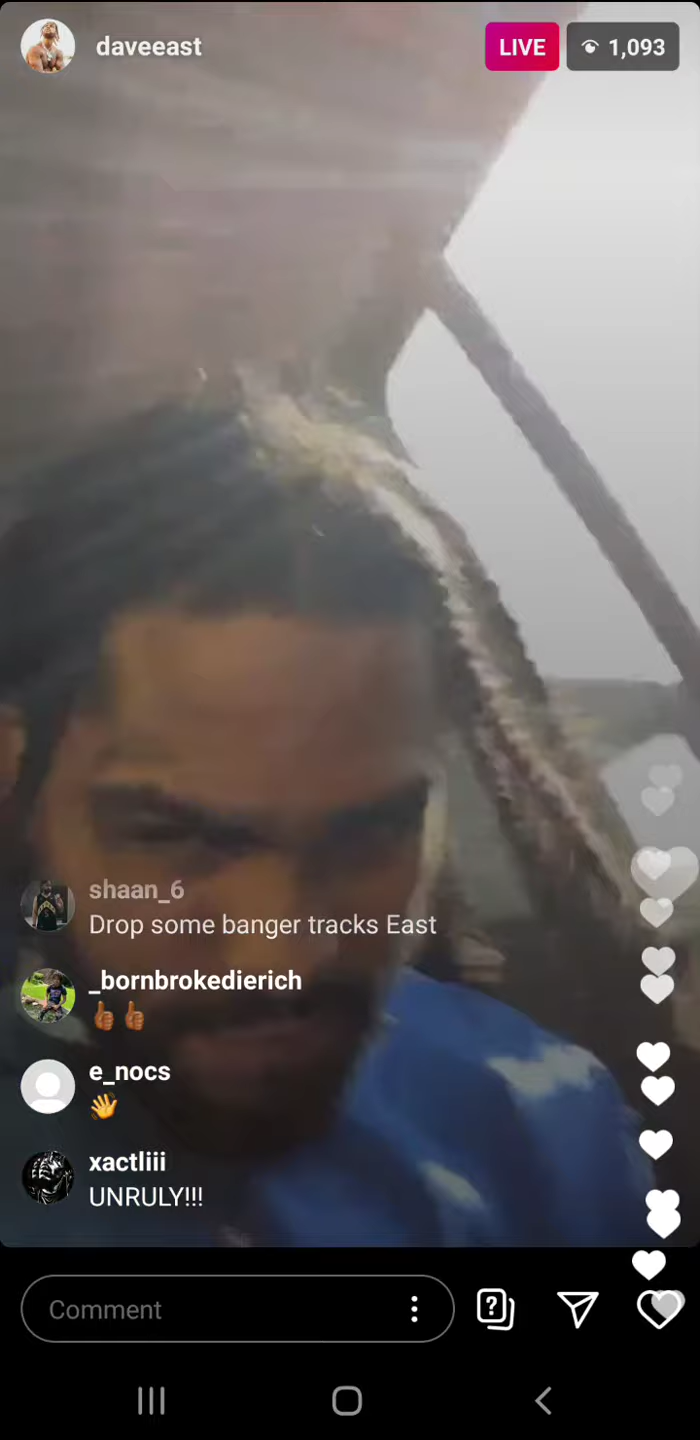 daveeast
LIVE
1,093
shaan_6
Drop some banger tracks East
_bornbrokedierich
👍🏾👍🏾
e_nocs
👋
xactliii
UNRULY!!!
Comment
?